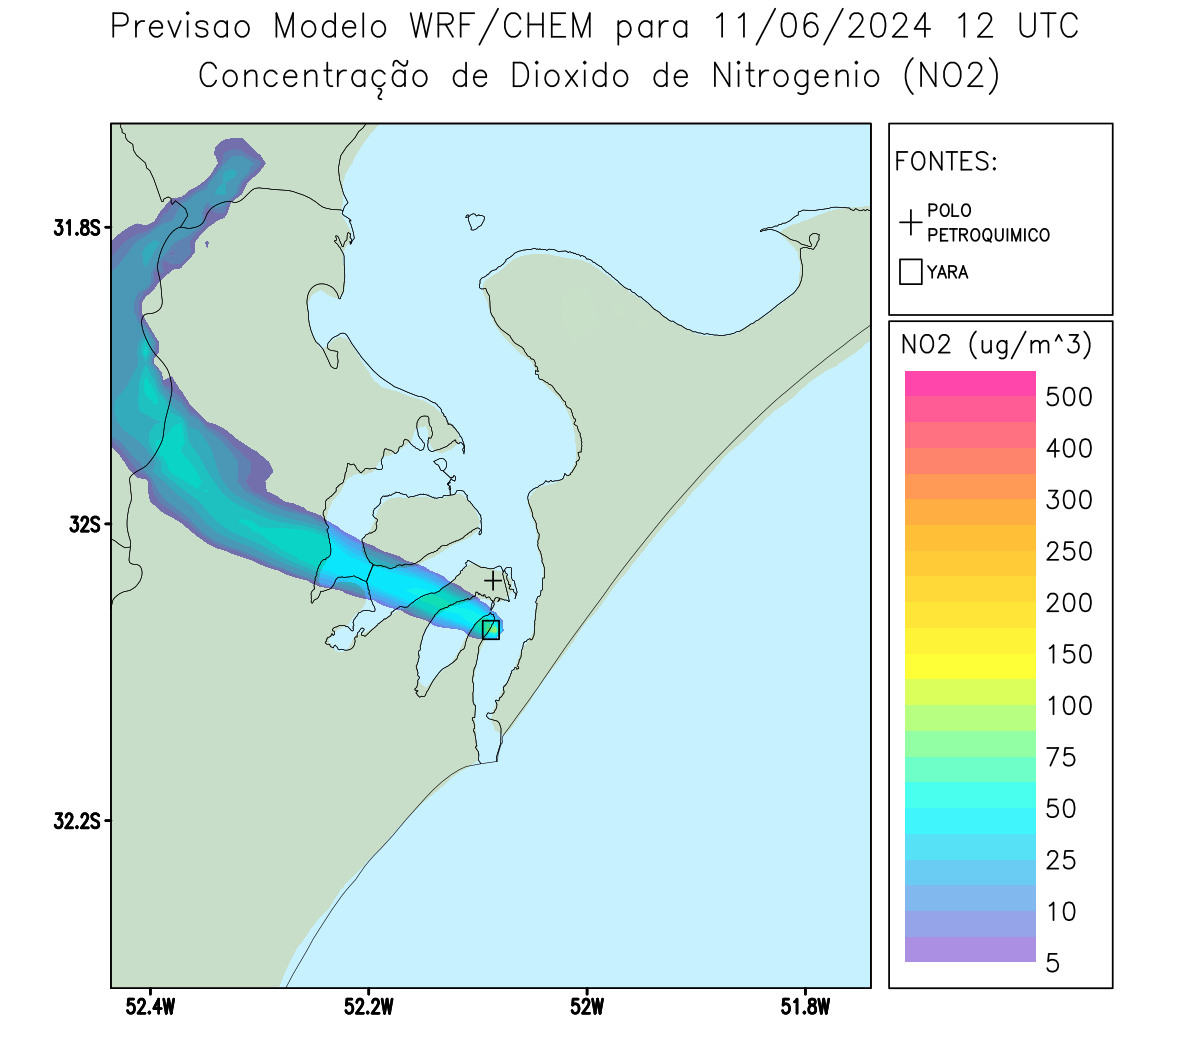 Previsao Modelo WRF/CHEM para 11/06/2024 12 UTC
Concentração de Dioxido de Nitrogenio (NO2)
FONTES:
POLO
PETROQUIMICO
YARA
NO2 (ug/m^3)
500
400
300
250
200
150
100
75
50
25
10
5
31.8S
32S
32.2S
52.4W
52.2W
52W
51.8W